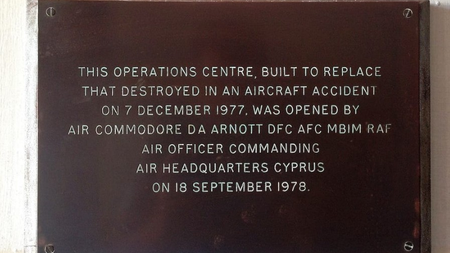 THIS OPERATIONS CENTRE, BUILT TO REPLACE
THAT DESTROYED IN AN AIRCRAFT ACCIDENT
ON 7 DECEMBER 1977, WAS OPENED BY
AIR COMMODORE D A ARNOTT DFC AFC MBIM RAF
AIR OFFICER COMMANDING
AIR HEADQUARTERS CYPRUS
ON 18 SEPTEMBER 1978.